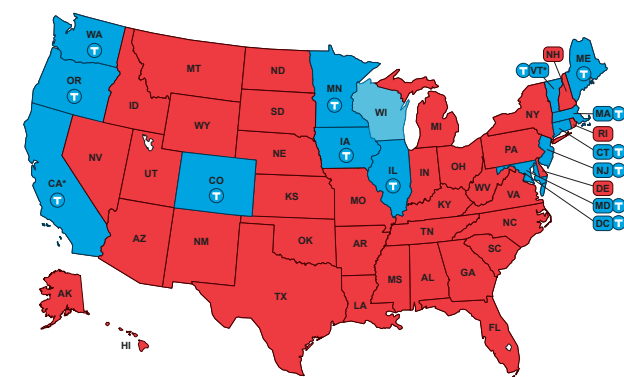 WA
T
OR
T
CA*
T
NV
ID
MT
WY
UT
CO
T
AZ
NM
ND
SD
NE
KS
OK
TX
MN
T
IA
T
MO
AR
LA
WI
IL
T
MI
IN
OH
KY
TN
MS
AL
GA
FL
SC
NC
VA
WV
PA
NY
T VT*
NH
ME
T
MA T
RI
CT T
NJ T
DE
MD T
DC T
AK
HI